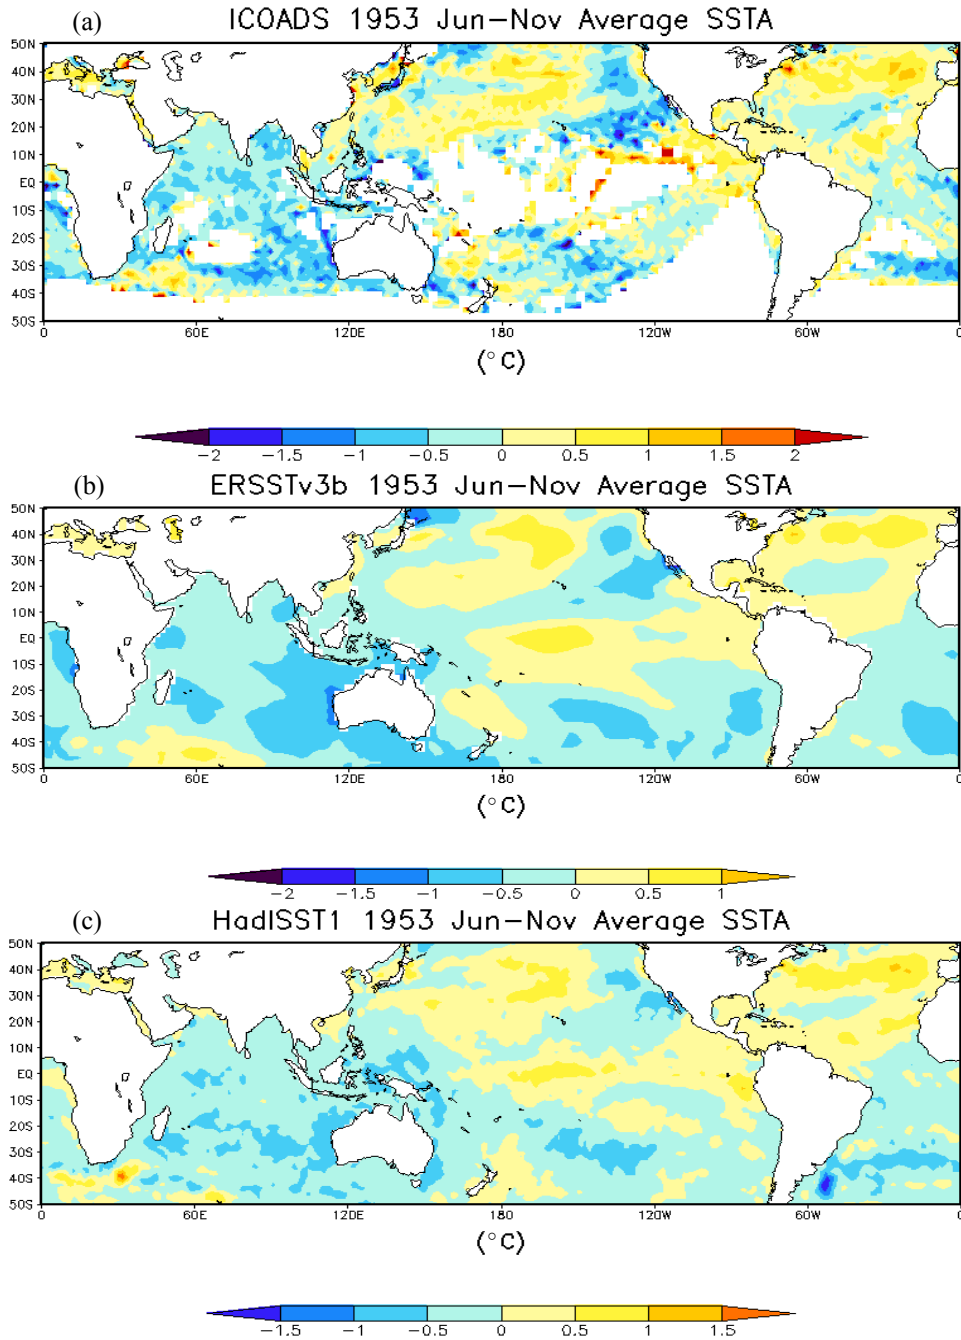 (a) ICOADS 1953 Jun-Nov Average SSTA
50N
40N
30N
20N
10N
EQ
10S
20S
30S
40S
50S
0 60E 120E 180 120W 60W 0
(°C)
-2 -1.5 -1 -0.5 0 0.5 1 1.5 2
(b) ERSSTv3b 1953 Jun-Nov Average SSTA
50N
40N
30N
20N
10N
EQ
10S
20S
30S
40S
50S
0 60E 120E 180 120W 60W 0
(°C)
-2 -1.5 -1 -0.5 0 0.5 1
(c) HadISST1 1953 Jun-Nov Average SSTA
50N
40N
30N
20N
10N
EQ
10S
20S
30S
40S
50S
0 60E 120E 180 120W 60W 0
(°C)
-1.5 -1 -0.5 0 0.5 1 1.5